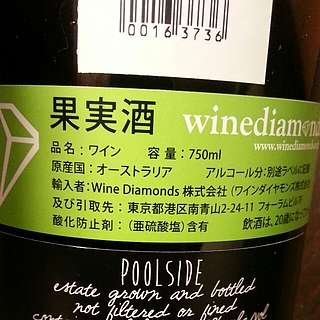 00163736
果実酒 winediamond
www.winediamonds
品名：ワイン 容量：750ml
原産国：オーストラリア アルコール分：別途ラベルに記載
輸入者：Wine Diamonds 株式会社（ワインダイヤモンズ株式会
及び引取先：東京都港区南青山2-24-11 フォーラムビル
酸化防止剤：（亜硫酸塩）含有 飲酒は、20歳になって
POOLSIDE
estate grown and bottled
not filtered or fined